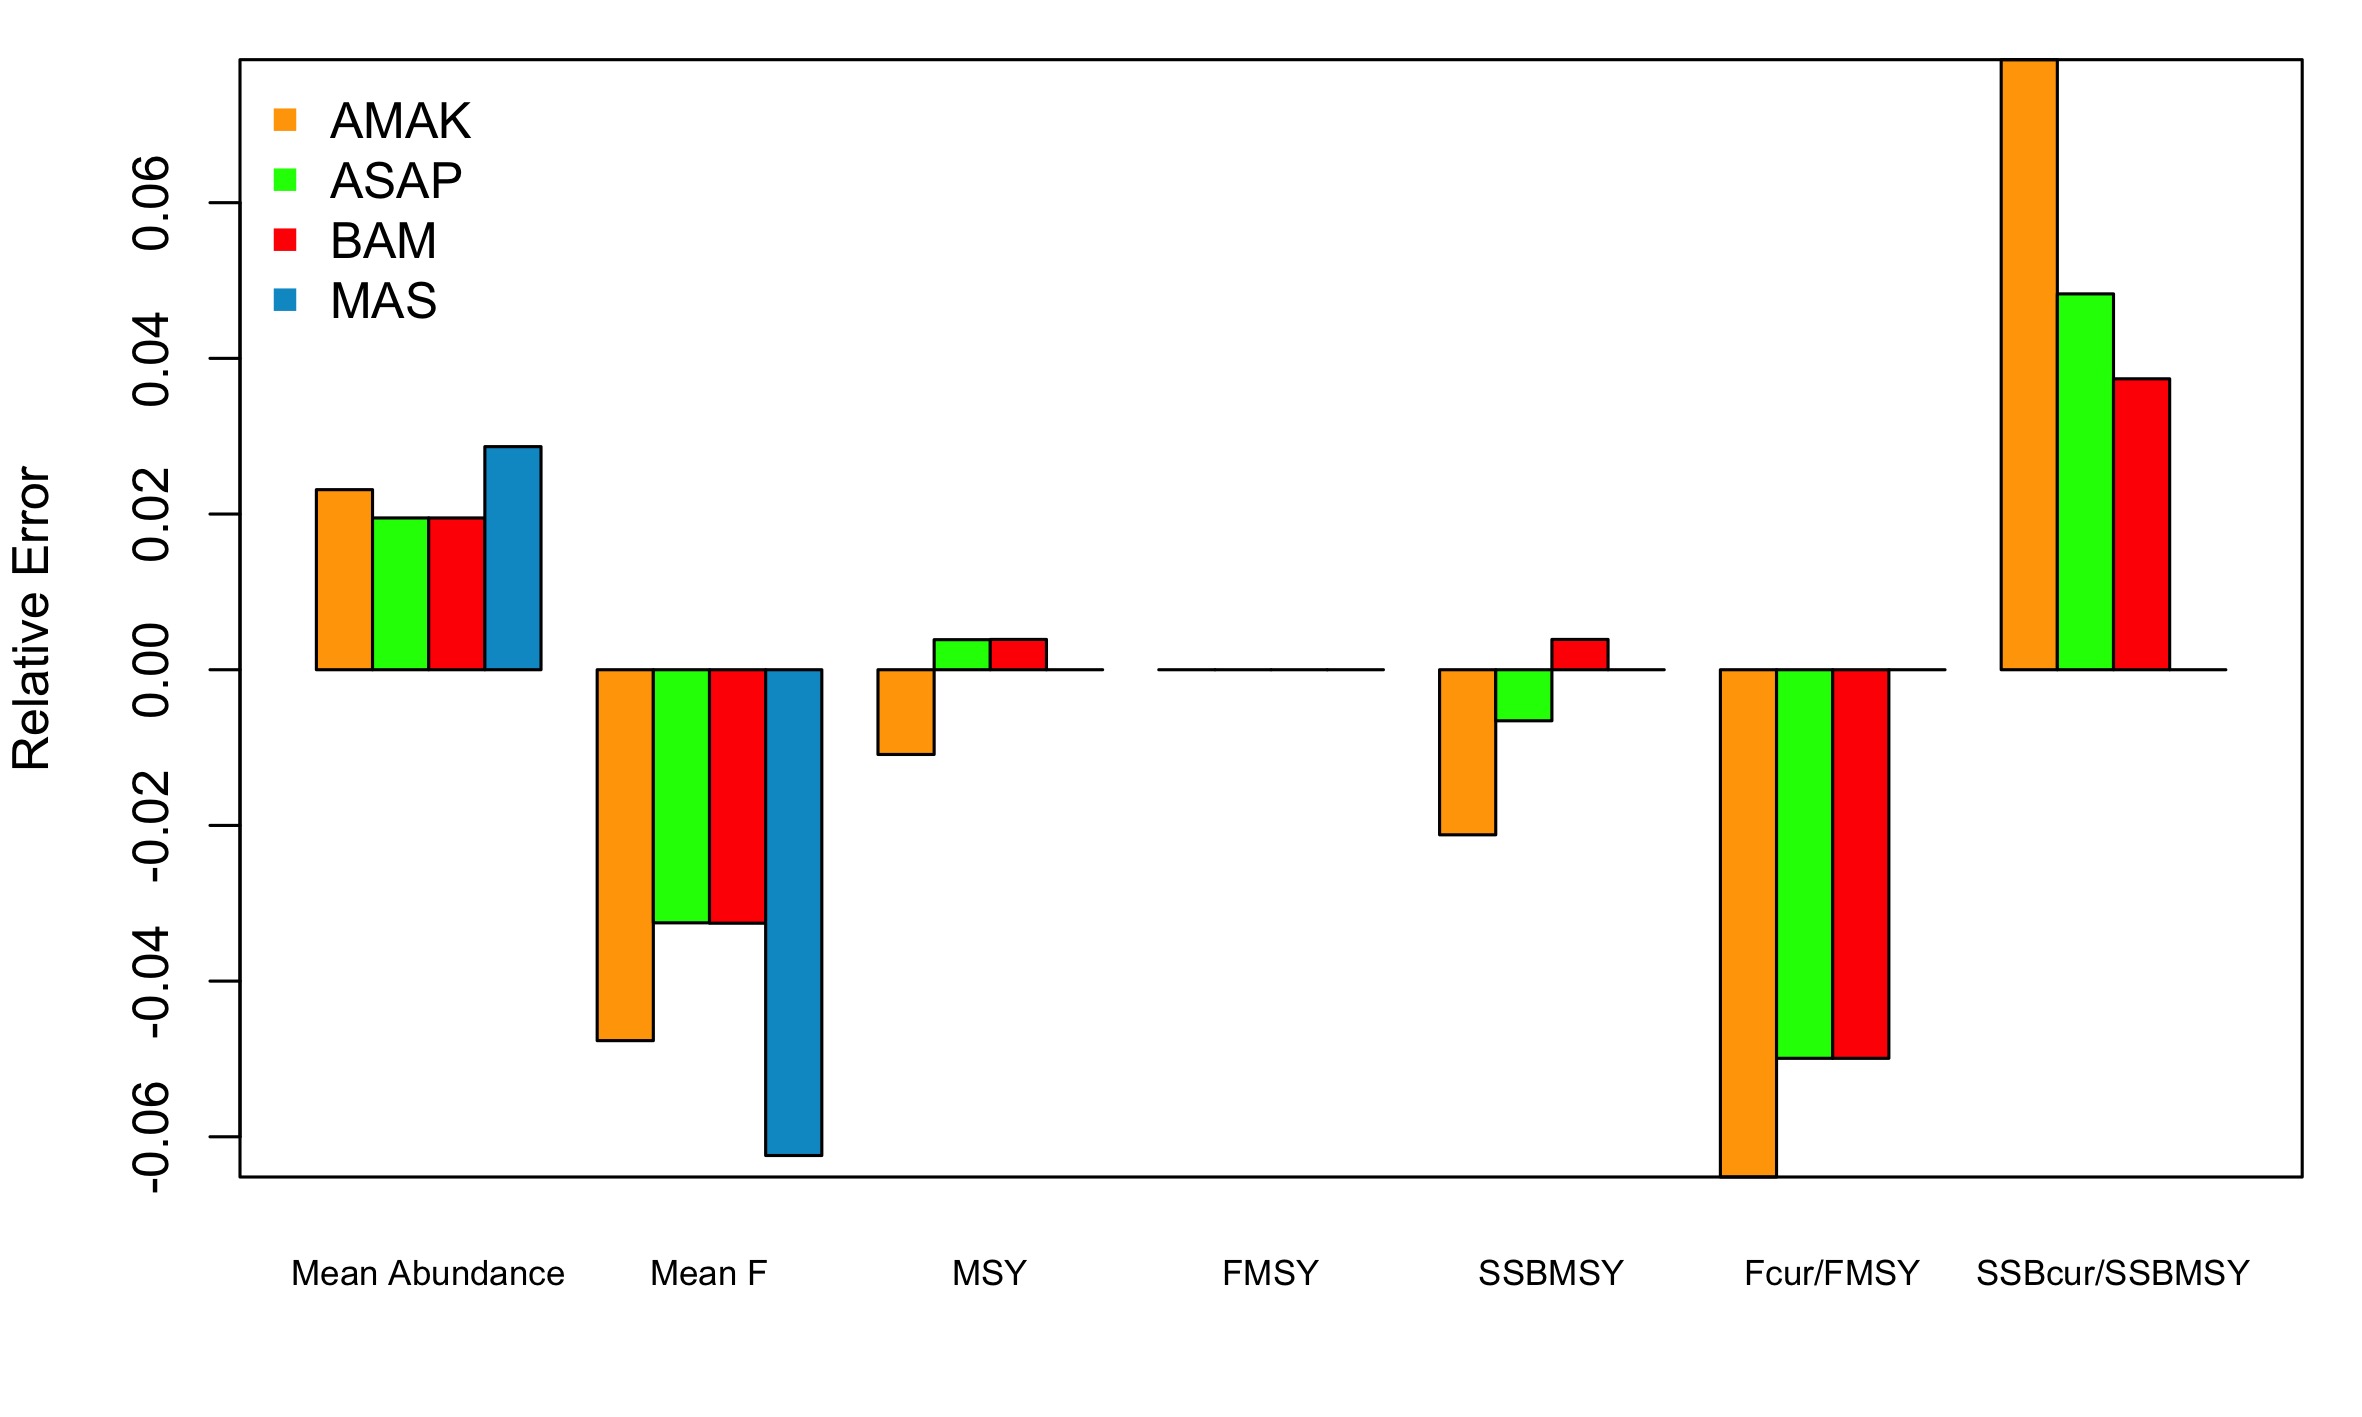 AMAK
ASAP
BAM
MAS
Relative Error
0.06
0.04
0.02
0.00
-0.02
-0.04
-0.06
Mean Abundance Mean F MSY FMSY SSBMSY Fcur/FMSY SSBcur/SSBMSY